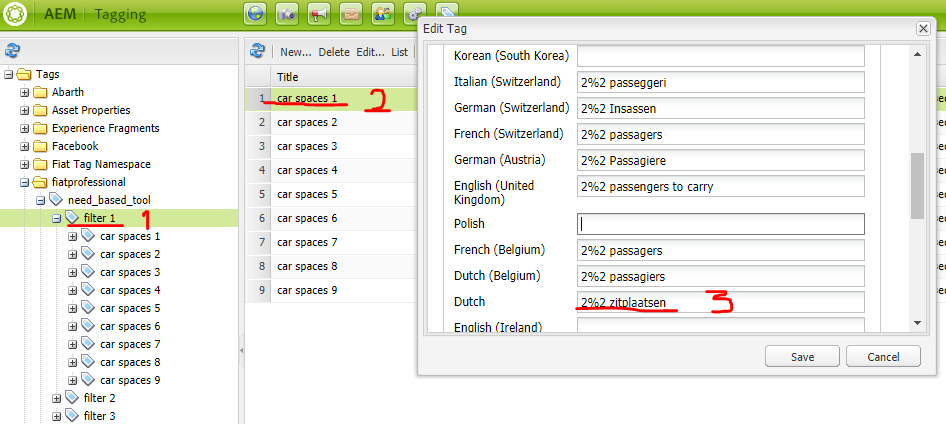 AEM Tagging
Tags
Abarth
Asset Properties
Experience Fragments
Facebook
Fiat Tag Namespace
fiatprofessional
need_based_tool
filter 1 1
car spaces 1
car spaces 2
car spaces 3
car spaces 4
car spaces 5
car spaces 6
car spaces 7
car spaces 8
car spaces 9
filter 2
filter 3
New... Delete Edit... List
Title
1 car spaces 1 2
2 car spaces 2
3 car spaces 3
4 car spaces 4
5 car spaces 5
6 car spaces 6
7 car spaces 7
8 car spaces 8
9 car spaces 9
Edit Tag
Korean (South Korea)
Italian (Switzerland) 2%2 passeggeri
German (Switzerland) 2%2 Insassen
French (Switzerland) 2%2 passagers
German (Austria) 2%2 Passagiere
English (United
Kingdom) 2%2 passengers to carry
Polish
French (Belgium) 2%2 passagers
Dutch (Belgium) 2%2 passagiers
Dutch 2%2 zitplaatsen 3
English (Ireland)
Save Cancel